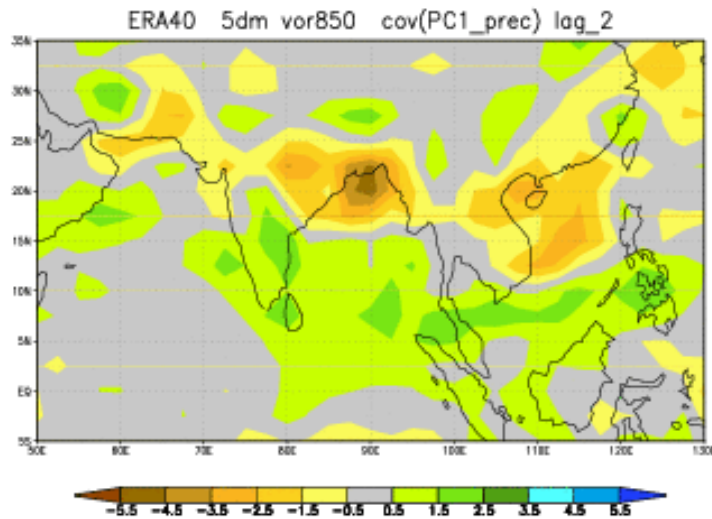 ERA40 5dm vor850 cov(PC1_prec) lag_2
35N
30N
25N
20N
15N
10N
5N
EQ
5S
50E 60E 70E 80E 90E 100E 110E 120E 130
-5.5 -4.5 -3.5 -2.5 -1.5 -0.5 0.5 1.5 2.5 3.5 4.5 5.5